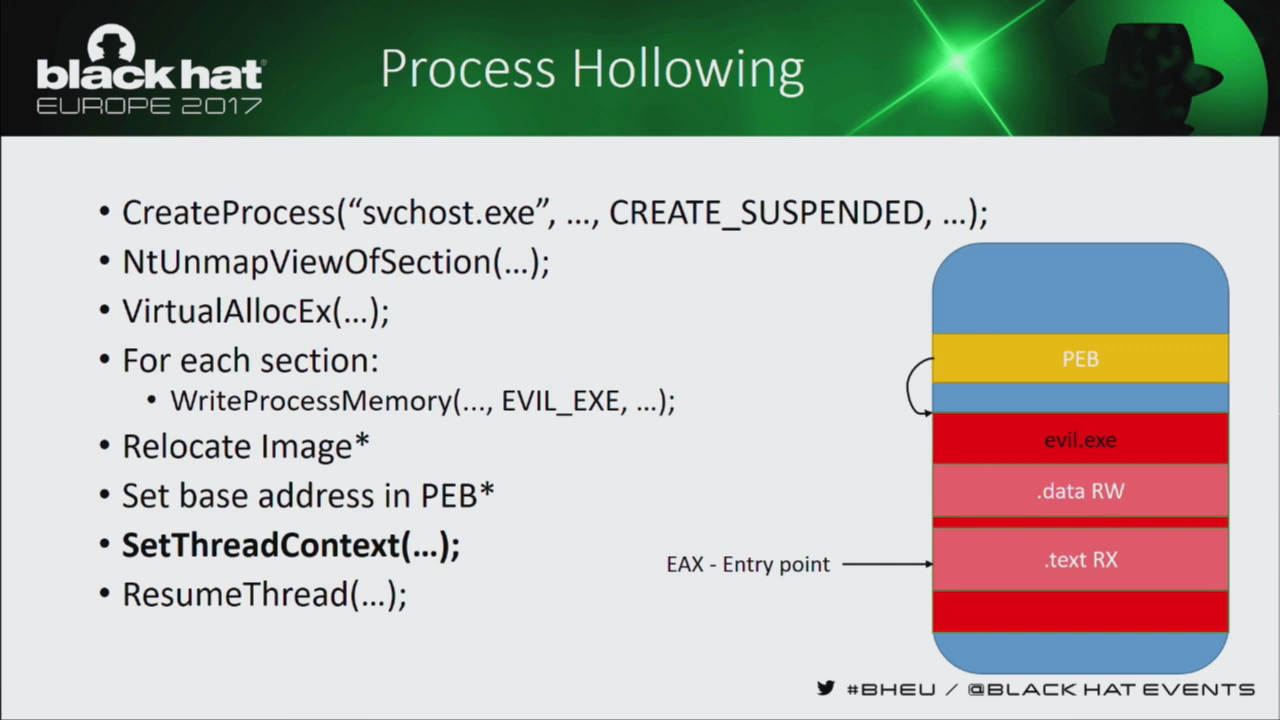 black hat®
EUROPE 2017
Process Hollowing
• CreateProcess(“svchost.exe”, …, CREATE_SUSPENDED, …);
• NtUnmapViewOfSection(…);
• VirtualAllocEx(…);
• For each section:
• WriteProcessMemory(…, EVIL_EXE, …);
• Relocate Image*
• Set base address in PEB*
• SetThreadContext(…);
• ResumeThread(…);
PEB
evil.exe
.data RW
EAX - Entry point
.text RX
#BHEU / @BLACK HAT EVENTS